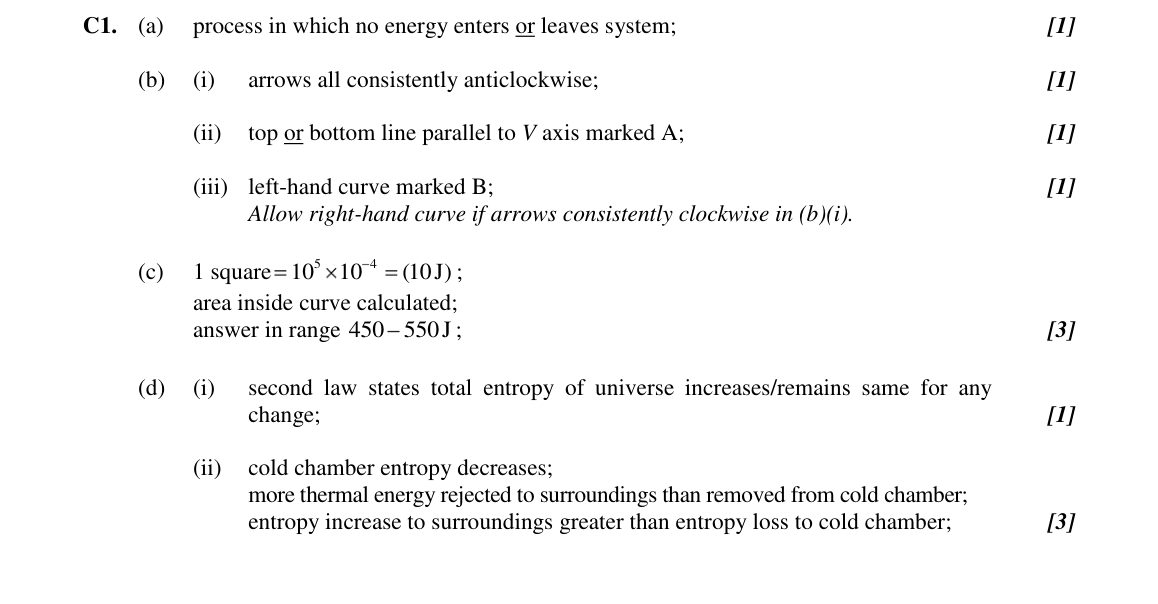 C1. (a) process in which no energy enters or leaves system; [1]
(b) (i) arrows all consistently anticlockwise; [1]
(ii) top or bottom line parallel to V axis marked A; [1]
(iii) left-hand curve marked B; [1]
Allow right-hand curve if arrows consistently clockwise in (b)(i).
(c) 1 square = 10⁵ × 10⁻⁴ = (10 J) ;
area inside curve calculated;
answer in range 450 – 550 J ; [3]
(d) (i) second law states total entropy of universe increases/remains same for any
change; [1]
(ii) cold chamber entropy decreases;
more thermal energy rejected to surroundings than removed from cold chamber;
entropy increase to surroundings greater than entropy loss to cold chamber; [3]